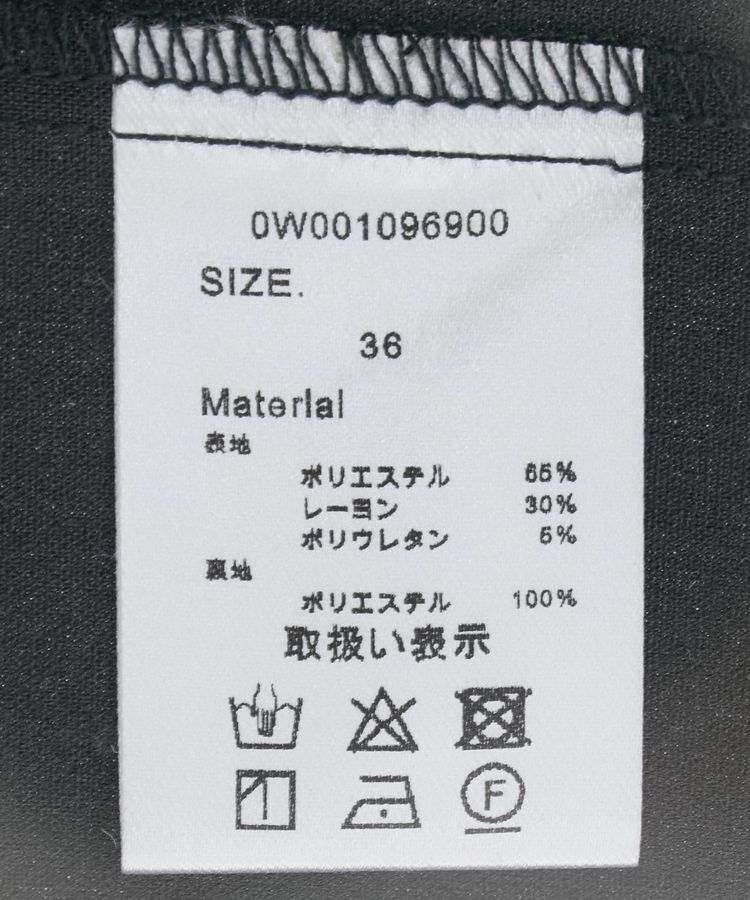 0W001096900
SIZE.
36
Material
表地
ポリエステル 65%
レーヨン 30%
ポリウレタン 5%
裏地
ポリエステル 100%
取扱い表示
F